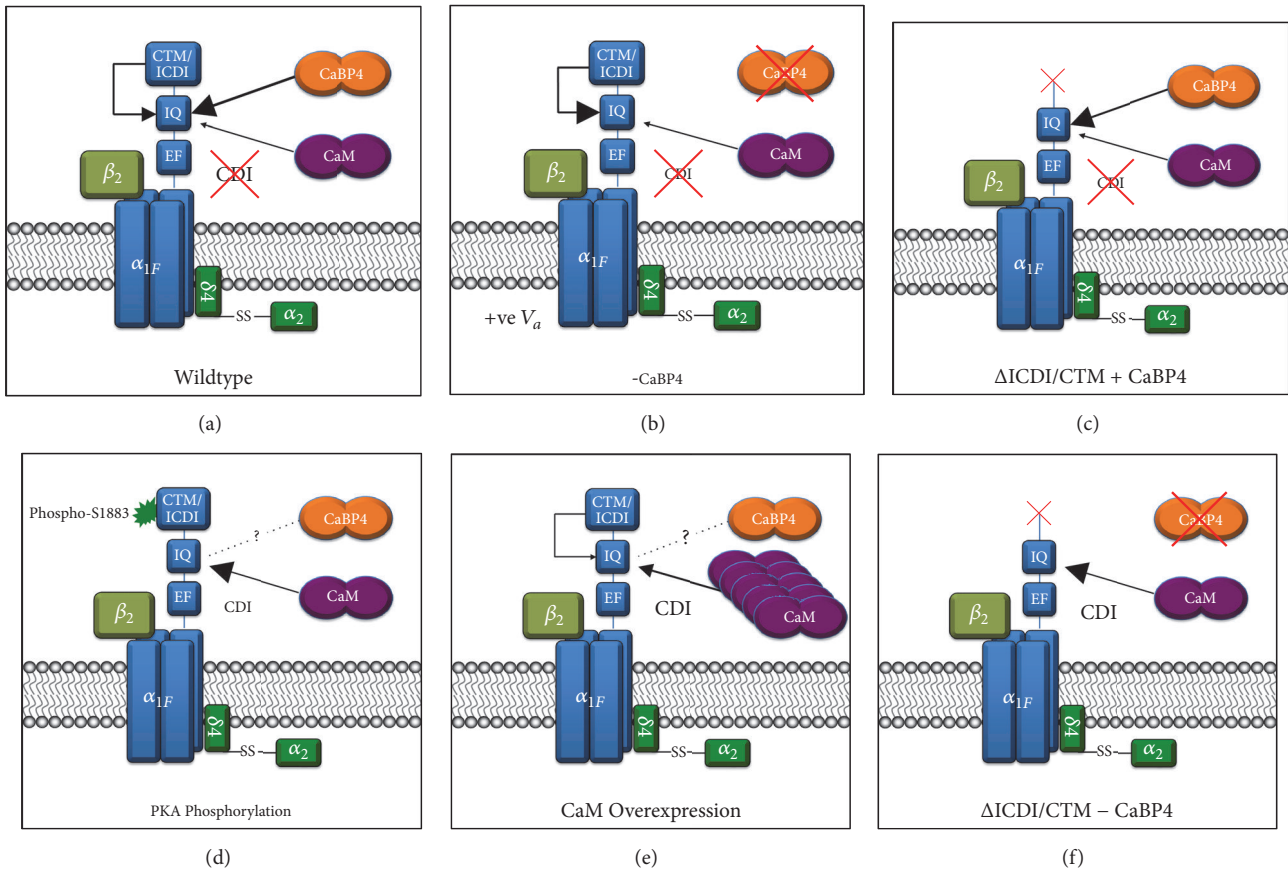 CTM/
ICDI
CaBP4
IQ
CaM
EF
CDI
β2
α1F
δ4
SS
α2
Wildtype
(a)
CTM/
ICDI
CaBP4
IQ
CaM
EF
CDI
β2
α1F
δ4
+ve Va
SS
α2
-CaBP4
(b)
CaBP4
IQ
CaM
EF
CDI
β2
α1F
δ4
SS
α2
ΔICDI/CTM + CaBP4
(c)
Phospho-S1883
CTM/
ICDI
CaBP4
?
IQ
CaM
EF
CDI
β2
α1F
δ4
SS
α2
PKA Phosphorylation
(d)
CTM/
ICDI
CaBP4
?
IQ
CaM
EF
CDI
β2
α1F
δ4
SS
α2
CaM Overexpression
(e)
CaBP4
IQ
CaM
EF
CDI
β2
α1F
δ4
SS
α2
ΔICDI/CTM − CaBP4
(f)